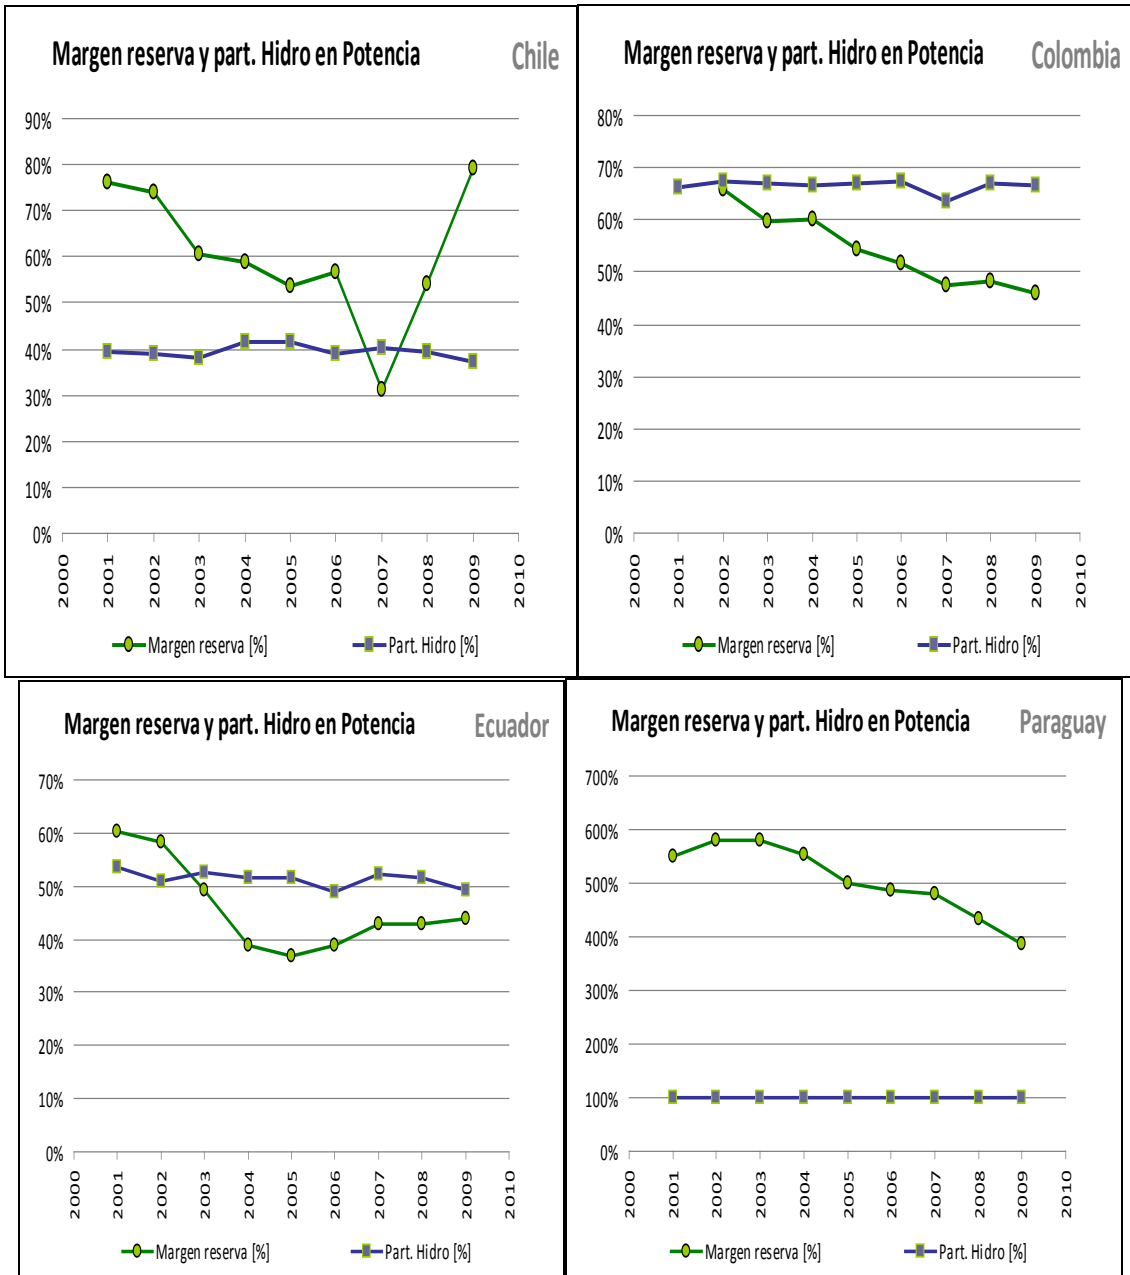 Margen reserva y part. Hidro en Potencia Chile
90%
80%
70%
60%
50%
40%
30%
20%
10%
0%
2000 2001 2002 2003 2004 2005 2006 2007 2008 2009 2010
Margen reserva [%] Part. Hidro [%]
Margen reserva y part. Hidro en Potencia Colombia
80%
70%
60%
50%
40%
30%
20%
10%
0%
2000 2001 2002 2003 2004 2005 2006 2007 2008 2009 2010
Margen reserva [%] Part. Hidro [%]
Margen reserva y part. Hidro en Potencia Ecuador
70%
60%
50%
40%
30%
20%
10%
0%
2000 2001 2002 2003 2004 2005 2006 2007 2008 2009 2010
Margen reserva [%] Part. Hidro [%]
Margen reserva y part. Hidro en Potencia Paraguay
700%
600%
500%
400%
300%
200%
100%
0%
2000 2001 2002 2003 2004 2005 2006 2007 2008 2009 2010
Margen reserva [%] Part. Hidro [%]